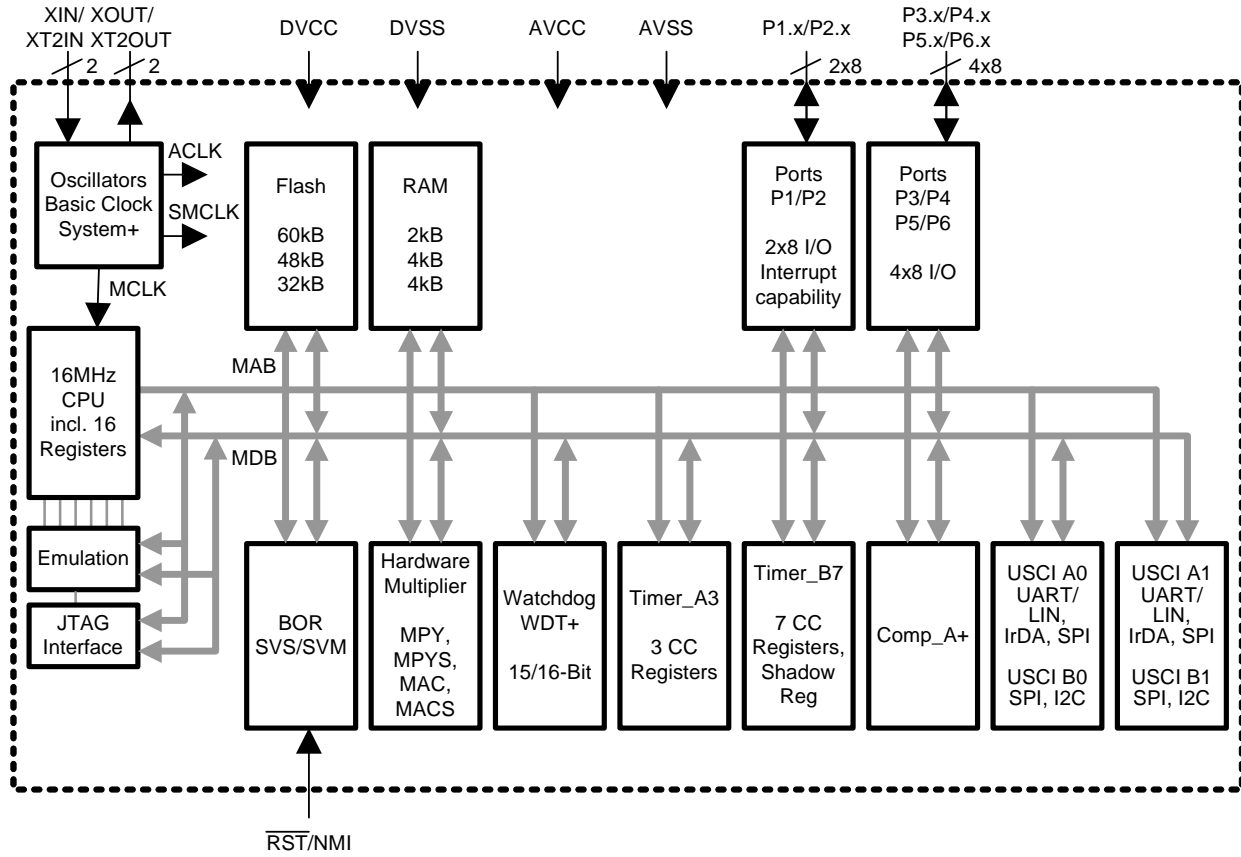 XIN/ XOUT/
XT2IN XT2OUT
DVCC
DVSS
AVCC
AVSS
P1.x/P2.x
P3.x/P4.x
P5.x/P6.x
2
2
2x8
4x8
Oscillators
Basic Clock
System+
ACLK
SMCLK
MCLK
Flash
60kB
48kB
32kB
RAM
2kB
4kB
4kB
Ports
P1/P2
2x8 I/O
Interrupt
capability
Ports
P3/P4
P5/P6
4x8 I/O
16MHz
CPU
incl. 16
Registers
MAB
MDB
Emulation
JTAG
Interface
BOR
SVS/SVM
Hardware
Multiplier
MPY,
MPYS,
MAC,
MACS
Watchdog
WDT+
15/16-Bit
Timer_A3
3 CC
Registers
Timer_B7
7 CC
Registers,
Shadow
Reg
Comp_A+
USCI A0
UART/
LIN,
IrDA, SPI
USCI B0
SPI, I2C
USCI A1
UART/
LIN,
IrDA, SPI
USCI B1
SPI, I2C
RST/NMI